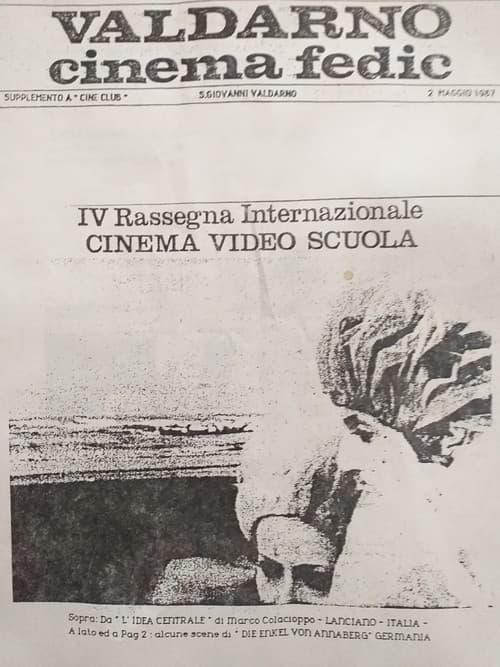 VALDARNO
cinema fedic
SUPPLEMENTO A "CINE CLUB" S.GIOVANNI VALDARNO 2 MAGGIO 1987
IV Rassegna Internazionale
CINEMA VIDEO SCUOLA
Sopra: Da " L' IDEA CENTRALE " di Marco Colacioppo - LANCIANO - ITALIA -
A lato ed a Pag 2 : alcune scene di " DIE ENKEL VON ANNABERG" GERMANIA